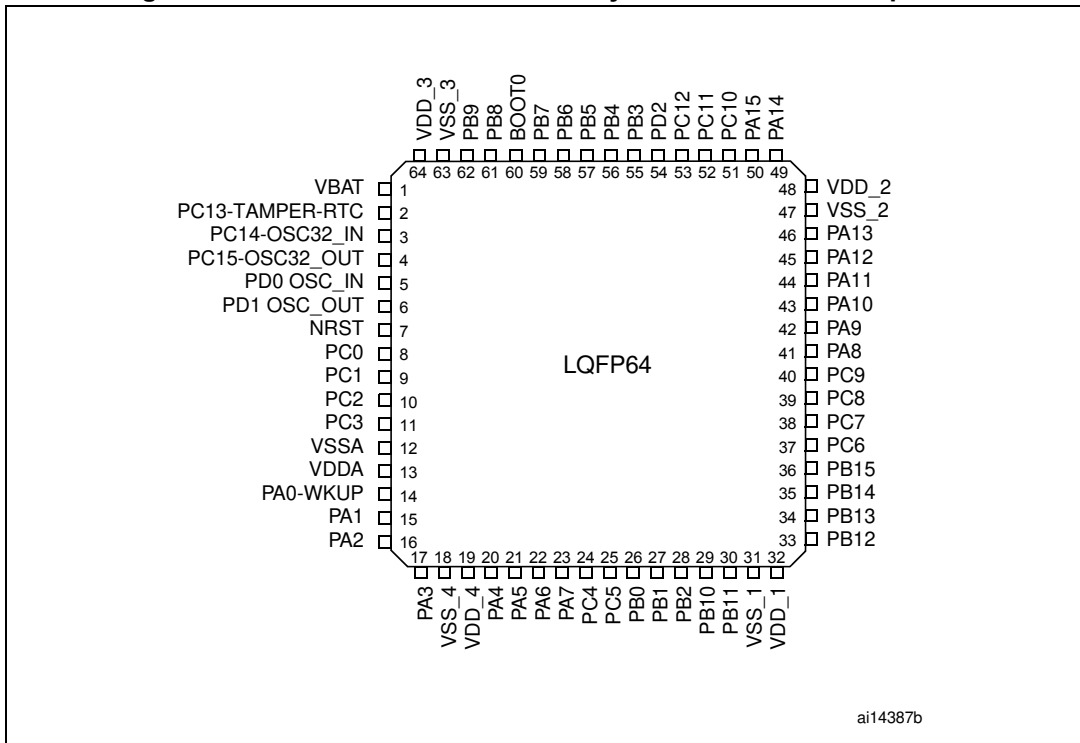 VDD_3
VSS_3
PB9
PB8
BOOT0
PB7
PB6
PB5
PB4
PB3
PD2
PC12
PC11
PC10
PA15
PA14
64 63 62 61 60 59 58 57 56 55 54 53 52 51 50 49
VBAT 1
PC13-TAMPER-RTC 2
PC14-OSC32_IN 3
PC15-OSC32_OUT 4
PD0 OSC_IN 5
PD1 OSC_OUT 6
NRST 7
PC0 8
PC1 9
PC2 10
PC3 11
VSSA 12
VDDA 13
PA0-WKUP 14
PA1 15
PA2 16
LQFP64
48 VDD_2
47 VSS_2
46 PA13
45 PA12
44 PA11
43 PA10
42 PA9
41 PA8
40 PC9
39 PC8
38 PC7
37 PC6
36 PB15
35 PB14
34 PB13
33 PB12
17 18 19 20 21 22 23 24 25 26 27 28 29 30 31 32
PA3
VSS_4
VDD_4
PA4
PA5
PA6
PA7
PC4
PC5
PB0
PB1
PB2
PB10
PB11
VSS_1
VDD_1
ai14387b